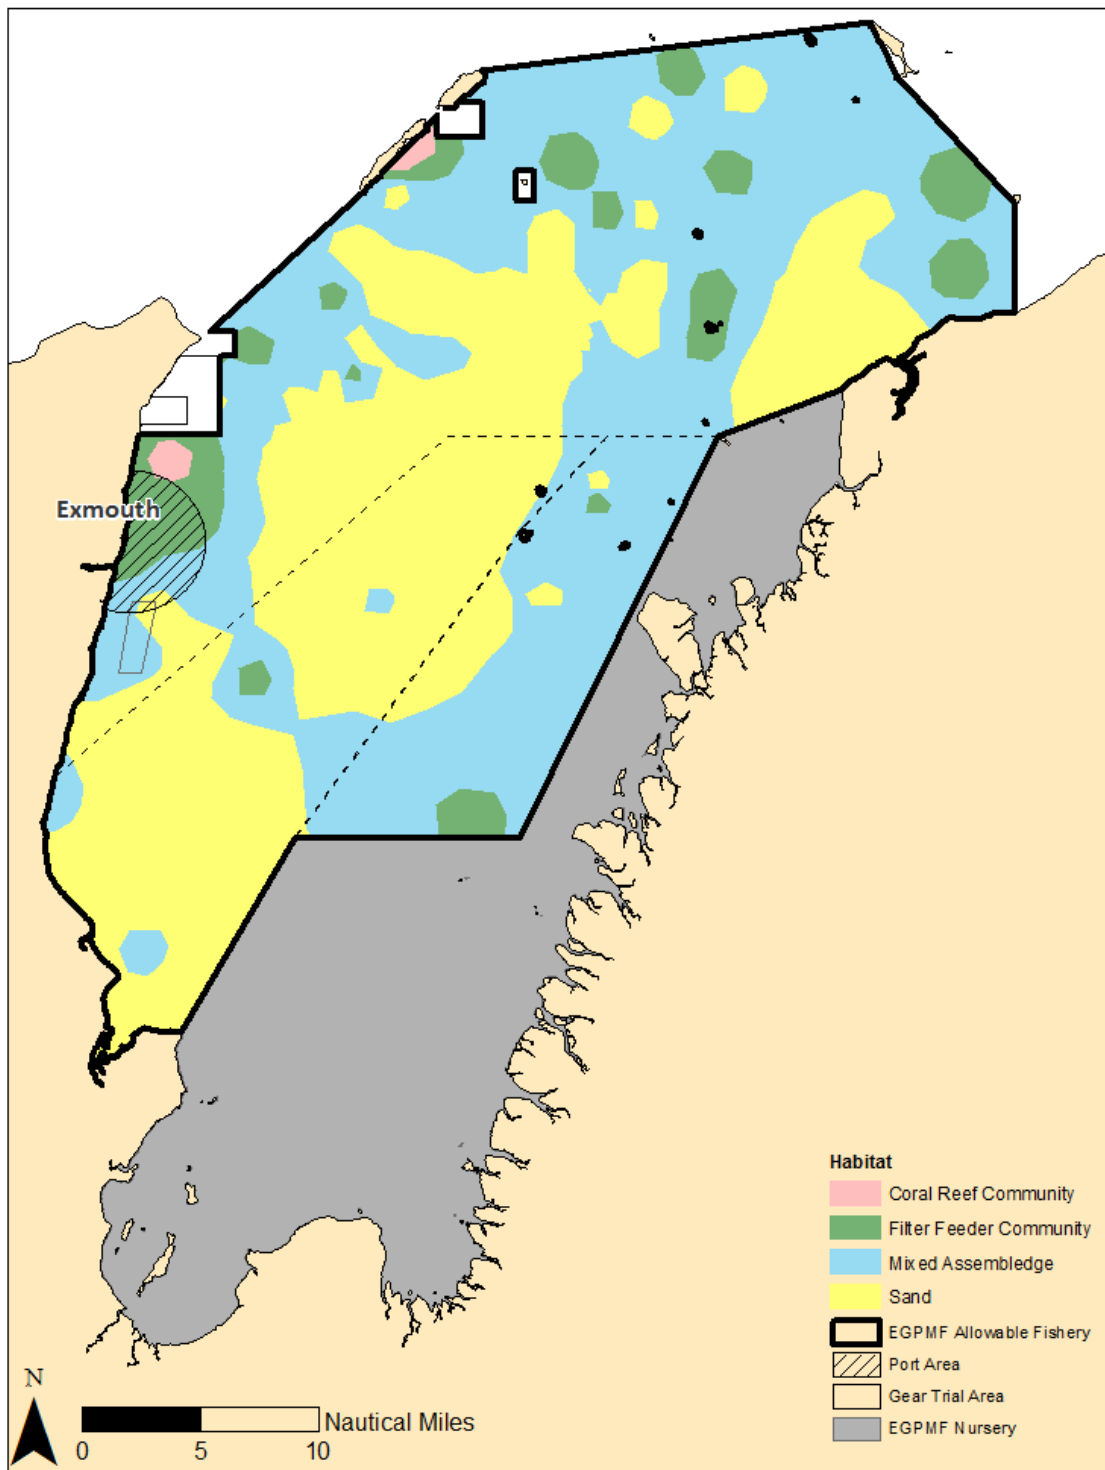 Exmouth
Habitat
Coral Reef Community
Filter Feeder Community
Mixed Assembledge
Sand
EGPMF Allowable Fishery
Port Area
Gear Trial Area
EGPMF Nursery
N
Nautical Miles
0 5 10